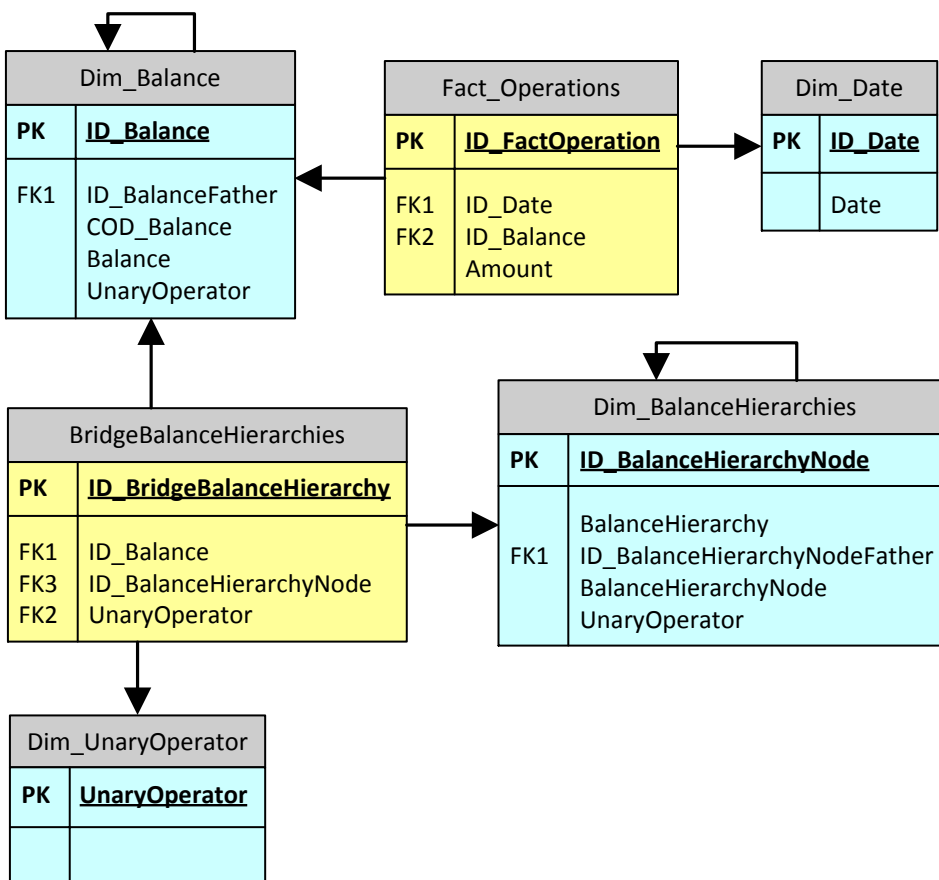 Dim_Balance
PK ID_Balance
FK1 ID_BalanceFather
COD_Balance
Balance
UnaryOperator
Fact_Operations
PK ID_FactOperation
FK1 ID_Date
FK2 ID_Balance
Amount
Dim_Date
PK ID_Date
Date
BridgeBalanceHierarchies
PK ID_BridgeBalanceHierarchy
FK1 ID_Balance
FK3 ID_BalanceHierarchyNode
FK2 UnaryOperator
Dim_BalanceHierarchies
PK ID_BalanceHierarchyNode
BalanceHierarchy
FK1 ID_BalanceHierarchyNodeFather
BalanceHierarchyNode
UnaryOperator
Dim_UnaryOperator
PK UnaryOperator